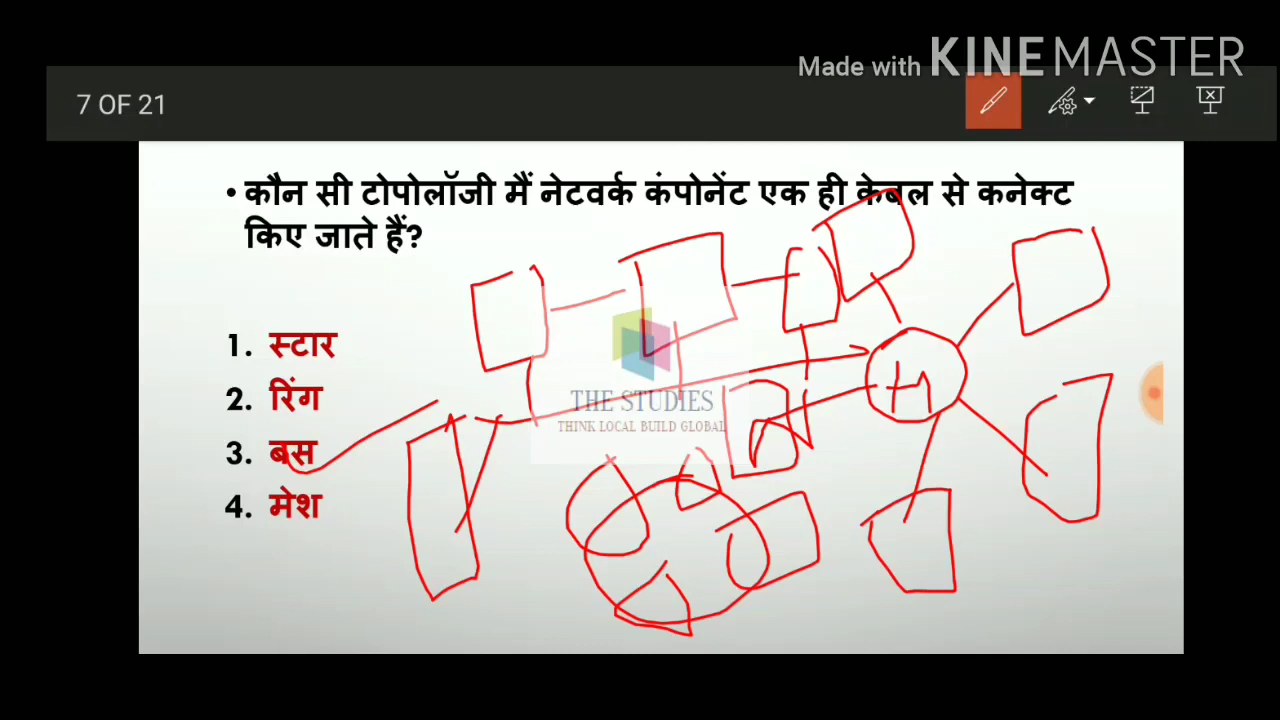 Made with KINEMASTER
7 OF 21
• कौन सी टोपोलॉजी मैं नेटवर्क कंपोनेंट एक ही केबल से कनेक्ट
किए जाते हैं?
1. स्टार
2. रिंग
3. बस
4. मेश
THE STUDIES
THINK LOCAL BUILD GLOBAL
H